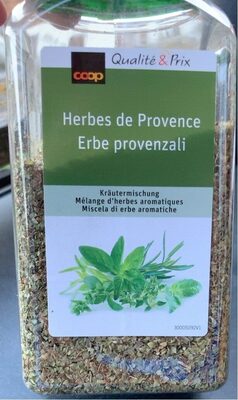 coop
Qualité & Prix
Herbes de Provence
Erbe provenzali
Kräutermischung
Mélange d'herbes aromatiques
Miscela di erbe aromatiche